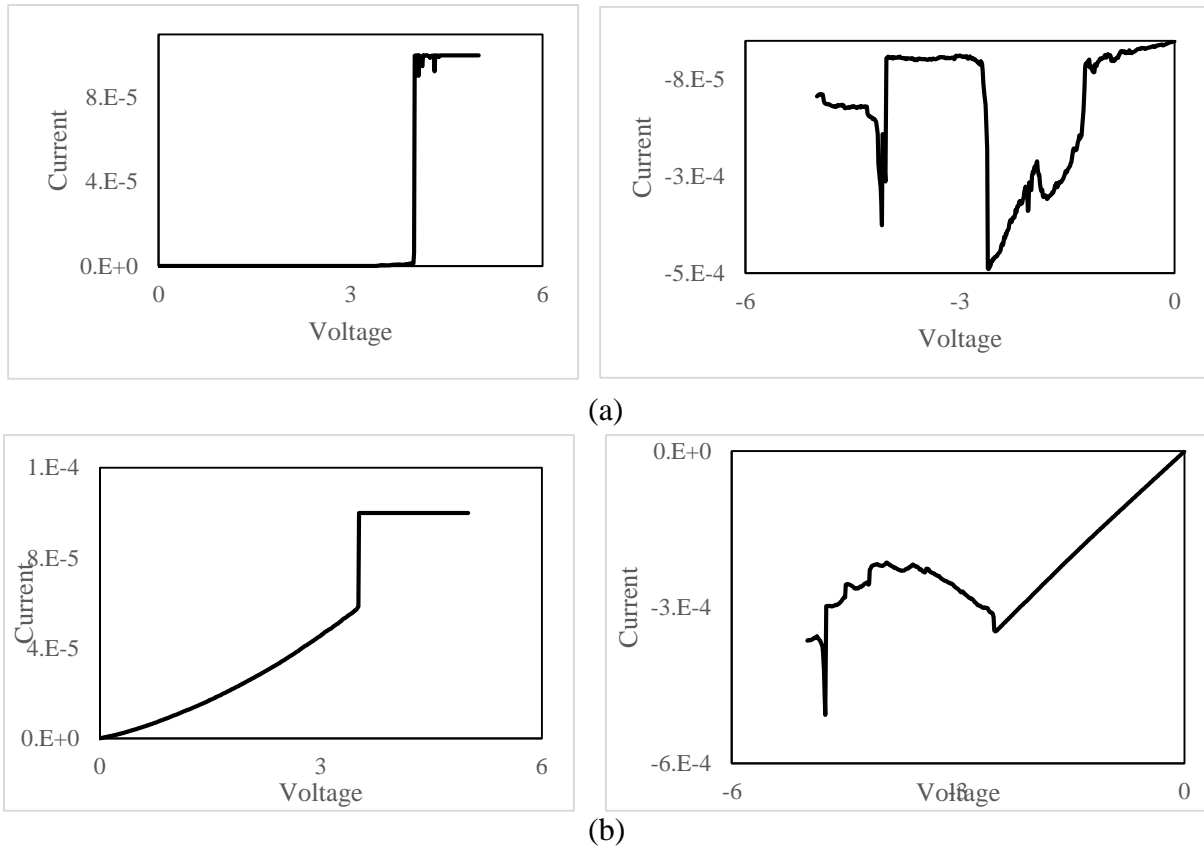 8.E-5
4.E-5
0.E+0
Current
0
3
6
Voltage
-8.E-5
-3.E-4
-5.E-4
Current
-6
-3
0
Voltage
(a)
1.E-4
8.E-5
4.E-5
0.E+0
Current
0
3
6
Voltage
0.E+0
-3.E-4
-6.E-4
Current
-6
-3
0
Voltage
(b)